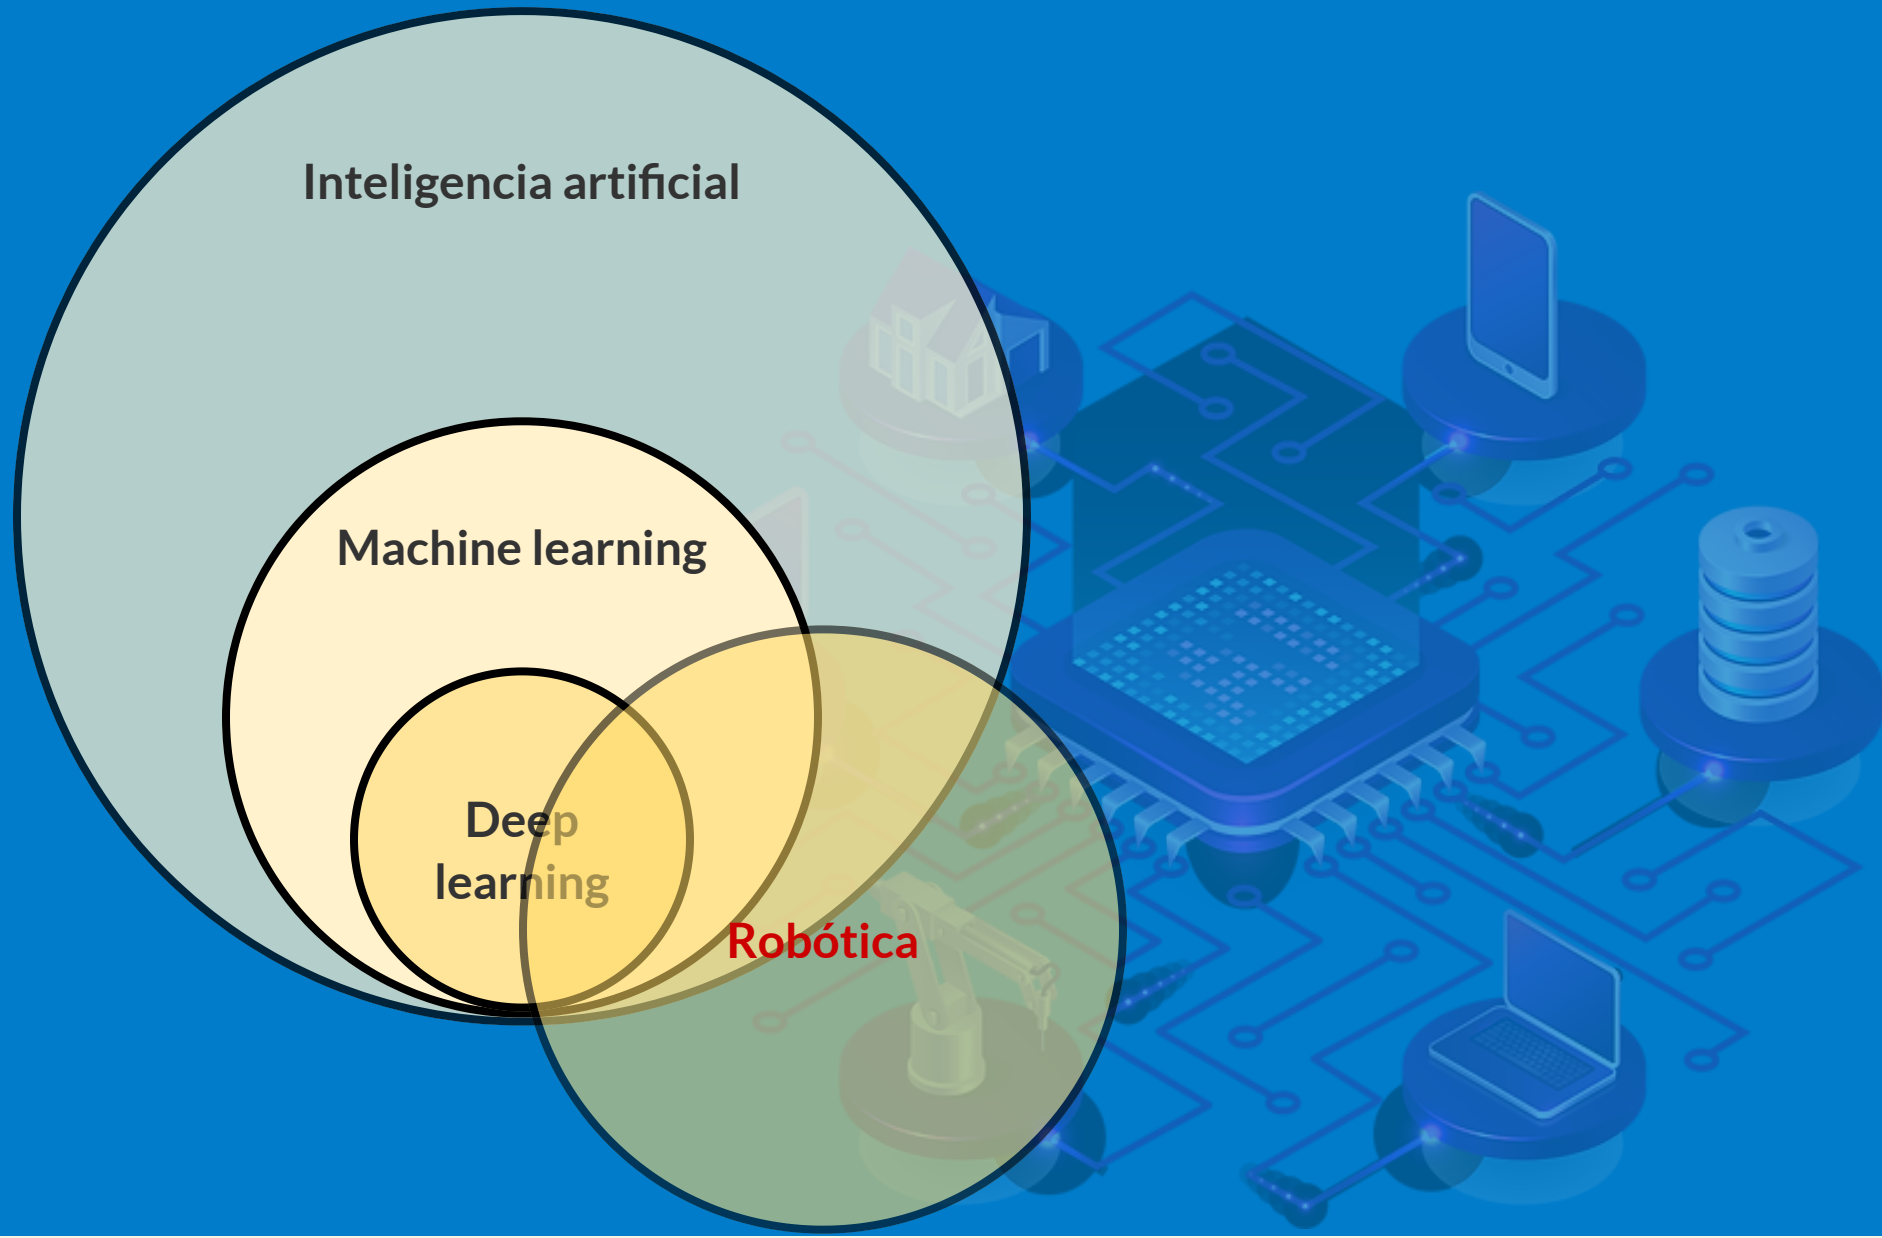 Inteligencia artificial
Machine learning
Deep
learning
Robótica